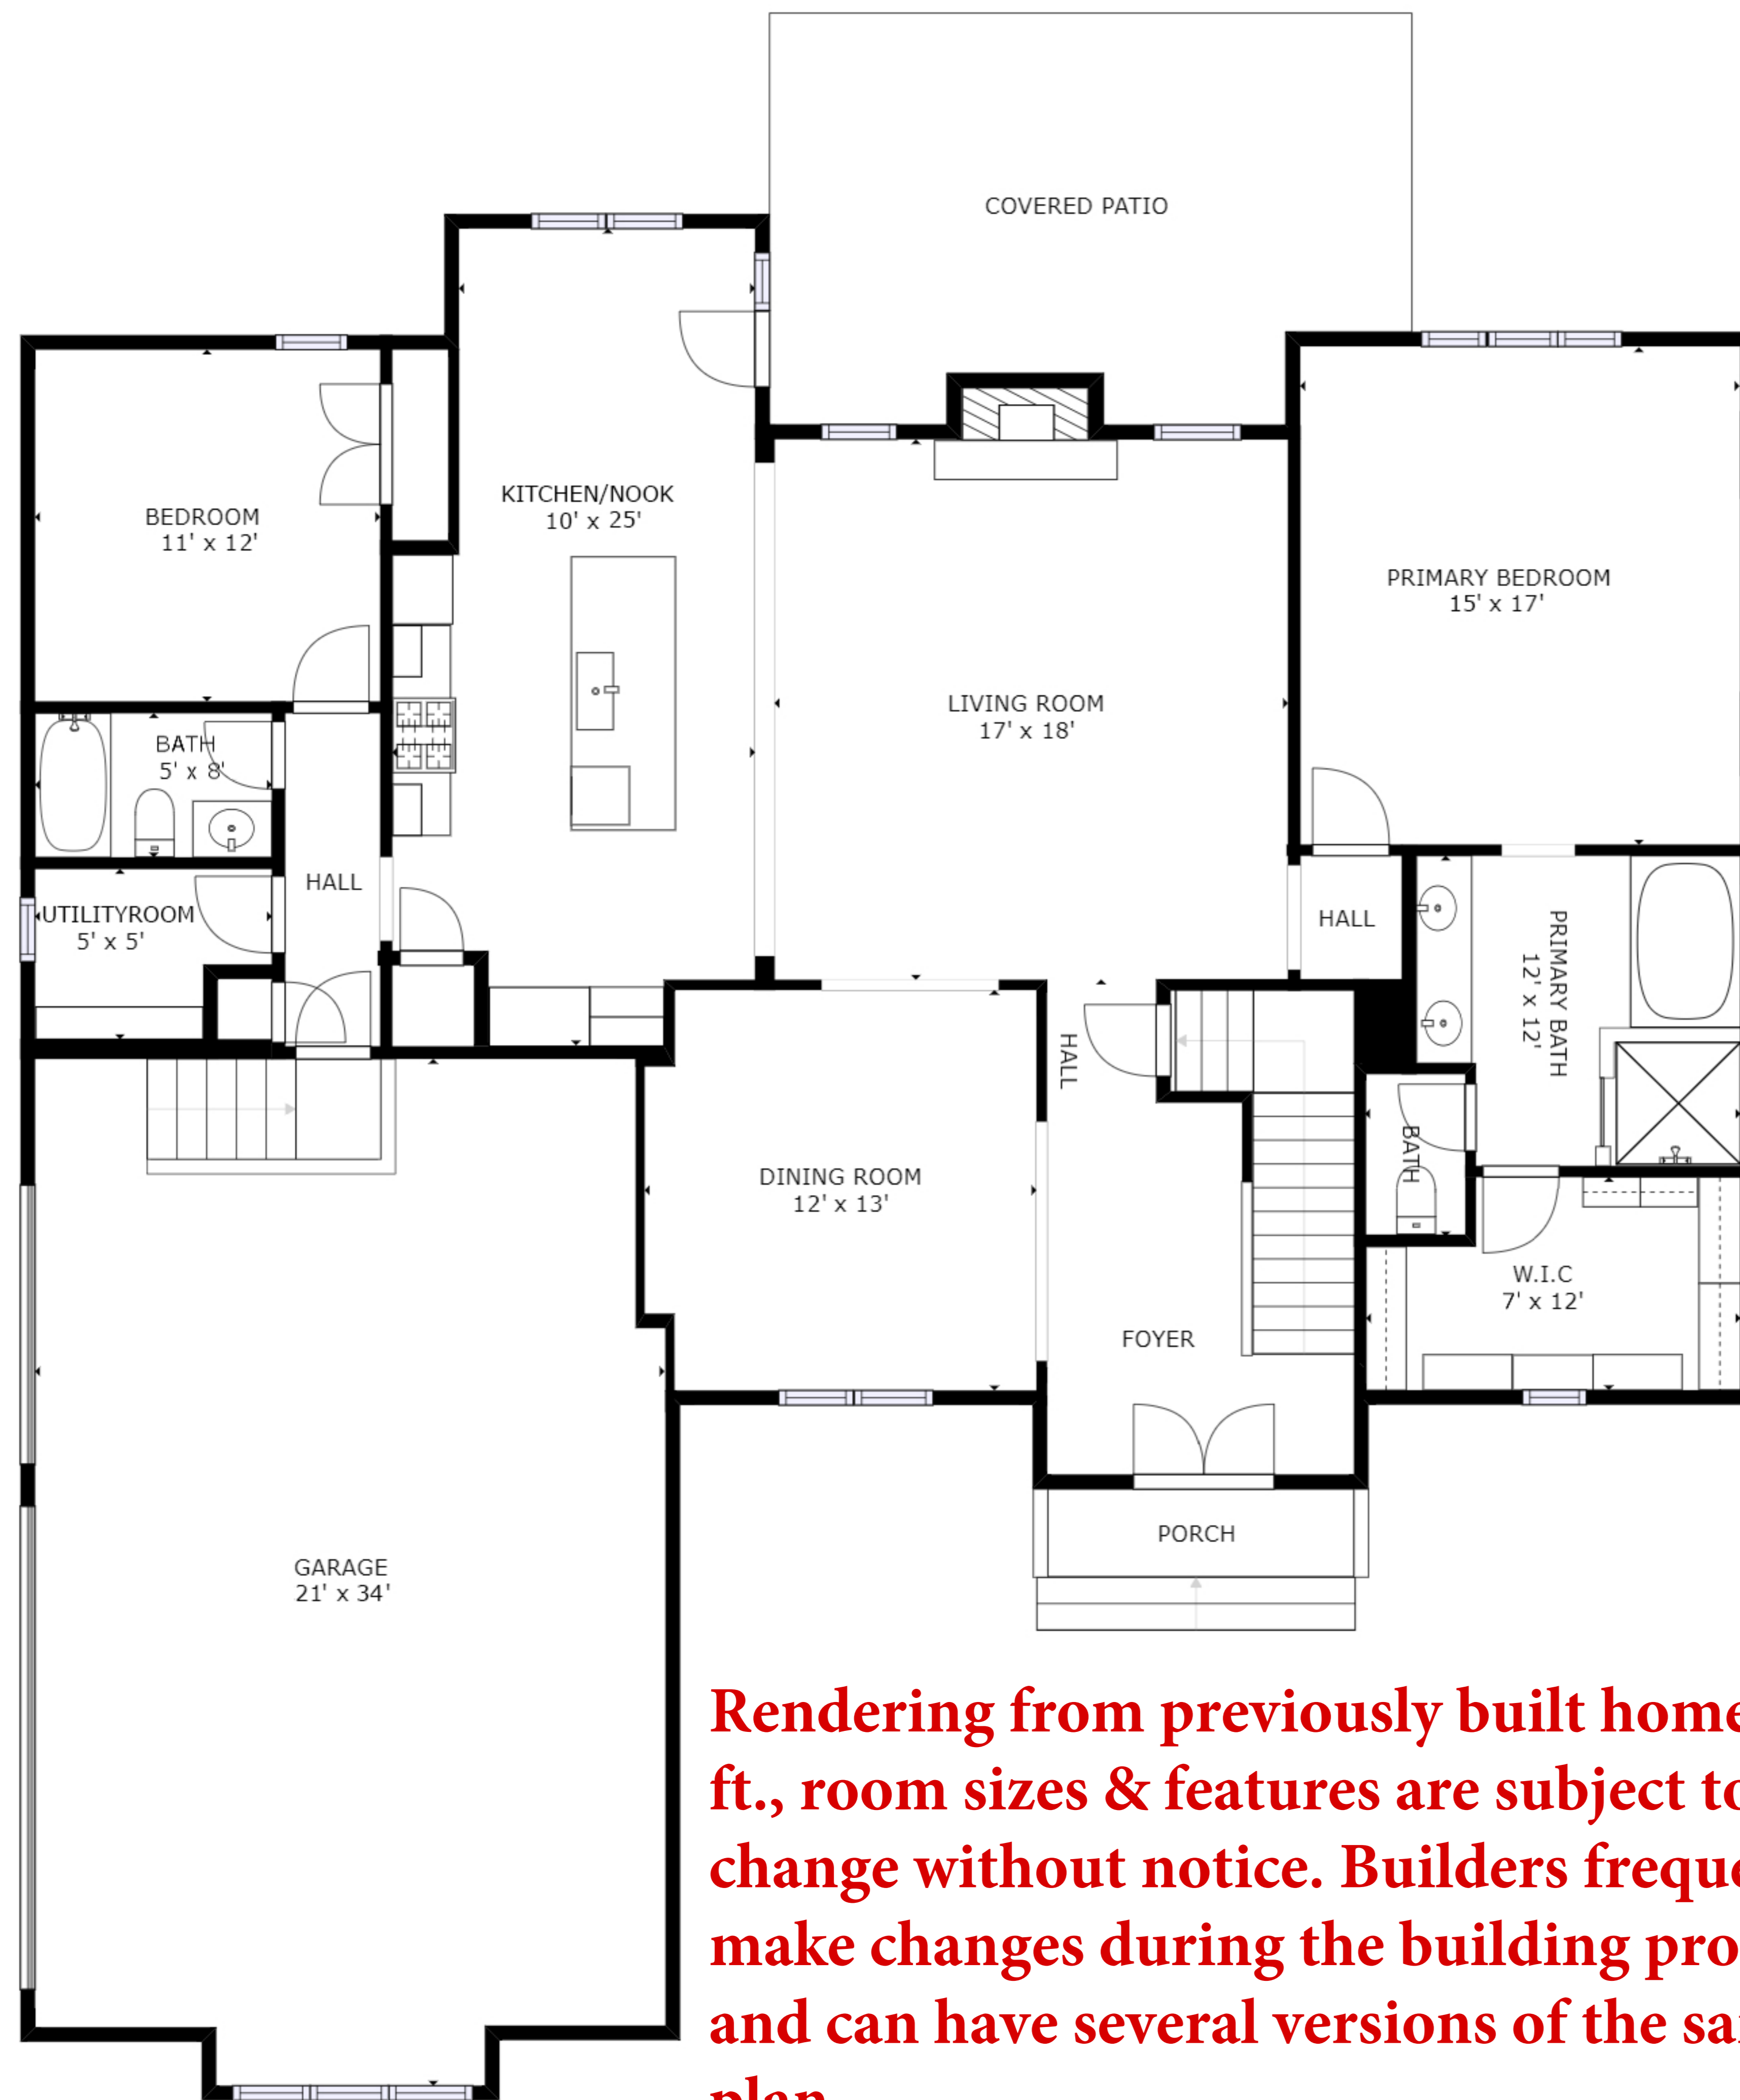 COVERED PATIO
KITCHEN/NOOK
10' x 25'
BEDROOM
11' x 12'
PRIMARY BEDROOM
15' x 17'
LIVING ROOM
17' x 18'
BATH
5' x 8'
HALL
UTILITYROOM
5' x 5'
HALL
PRIMARY BATH
12' x 12'
HALL
BATH
DINING ROOM
12' x 13'
W.I.C
7' x 12'
FOYER
PORCH
GARAGE
21' x 34'
Rendering from previously built home
ft., room sizes & features are subject to
change without notice. Builders freque
make changes during the building pro
and can have several versions of the sa
plan